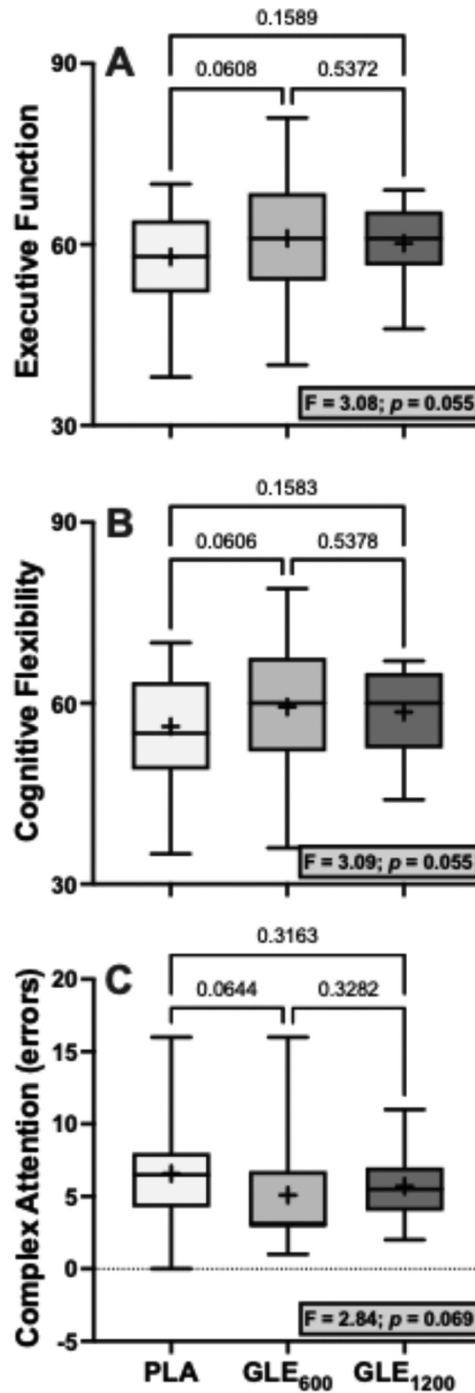 0.1589
0.0608 0.5372
90 A
60
30
Executive Function
F = 3.08; p = 0.055
0.1583
0.0606 0.5378
90 B
60
30
Cognitive Flexibility
F = 3.09; p = 0.055
0.3163
0.0644 0.3282
20 C
15
10
5
0
-5
Complex Attention (errors)
F = 2.84; p = 0.069
PLA GLE600 GLE1200